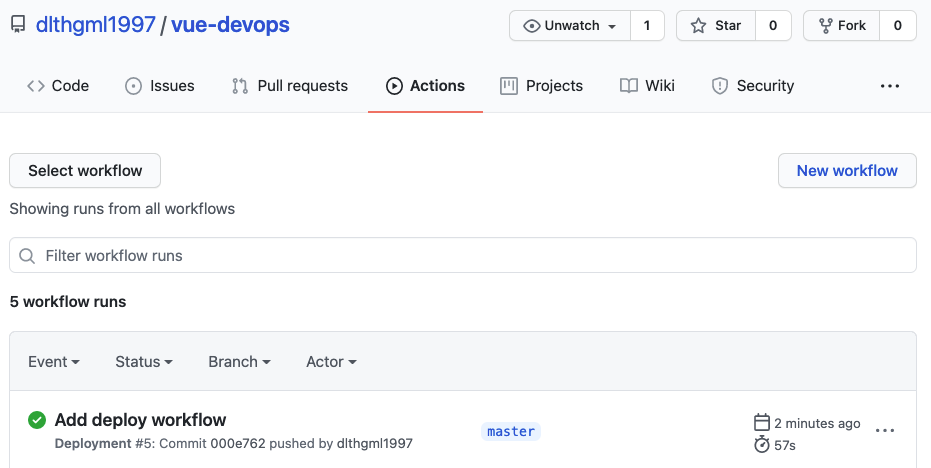 dlthgml1997 / vue-devops Unwatch 1 Star 0 Fork 0
Code Issues Pull requests Actions Projects Wiki Security ...
Select workflow New workflow
Showing runs from all workflows
Filter workflow runs
5 workflow runs
Event Status Branch Actor
Add deploy workflow
Deployment #5: Commit 000e762 pushed by dlthgml1997
master
2 minutes ago
57s